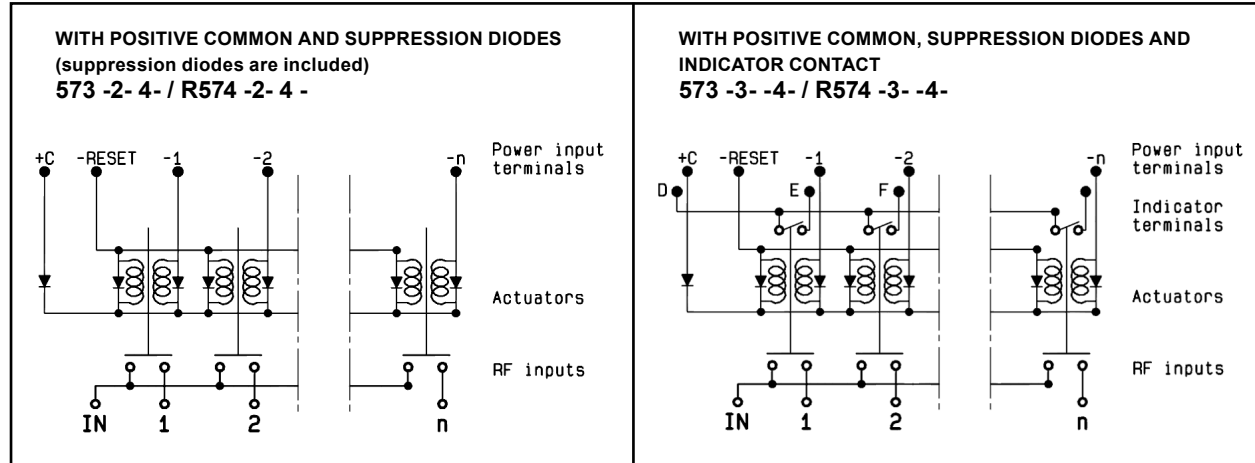 WITH POSITIVE COMMON AND SUPPRESSION DIODES
(suppression diodes are included)
573 -2- 4- / R574 -2- 4 -
+C -RESET -1 -2 -n Power input
terminals
Actuators
RF inputs
IN 1 2 n
WITH POSITIVE COMMON, SUPPRESSION DIODES AND
INDICATOR CONTACT
573 -3- -4- / R574 -3- -4-
+C -RESET -1 -2 -n Power input
terminals
D E F Indicator
terminals
Actuators
RF inputs
IN 1 2 n